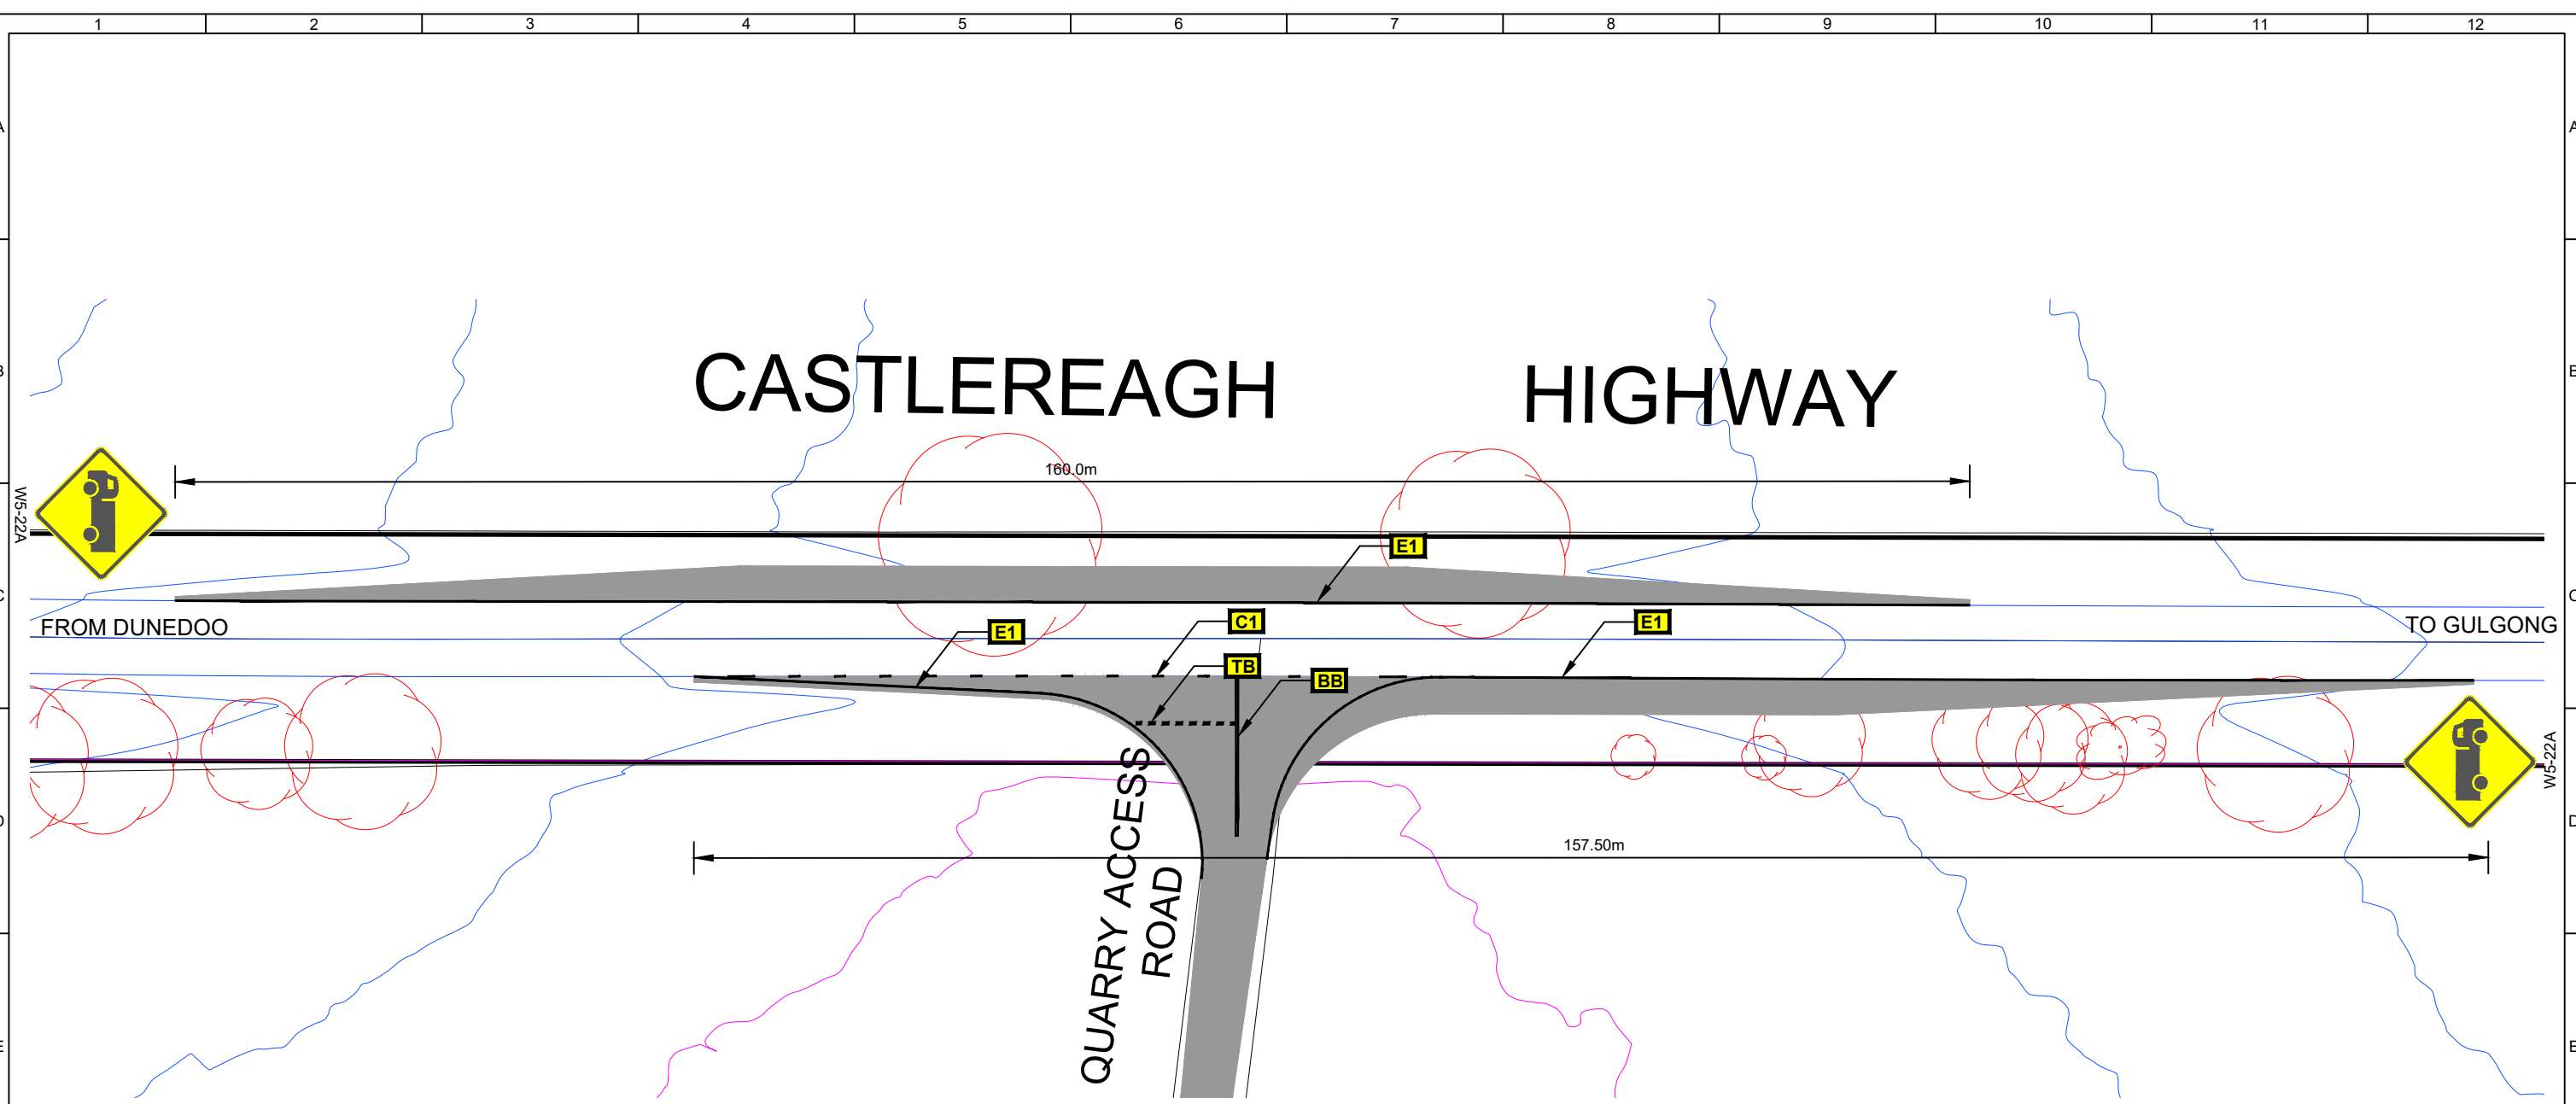 1 2 3 4 5 6 7 8 9 10 11 12
A A
B B
CASTLEREAGH HIGHWAY
160.0m
W5-22A
E1
C C
FROM DUNEDOO E1 C1 E1 TO GULGONG
TB
BB
W5-22A
D D
157.50m
QUARRY ACCESS
ROAD
E E